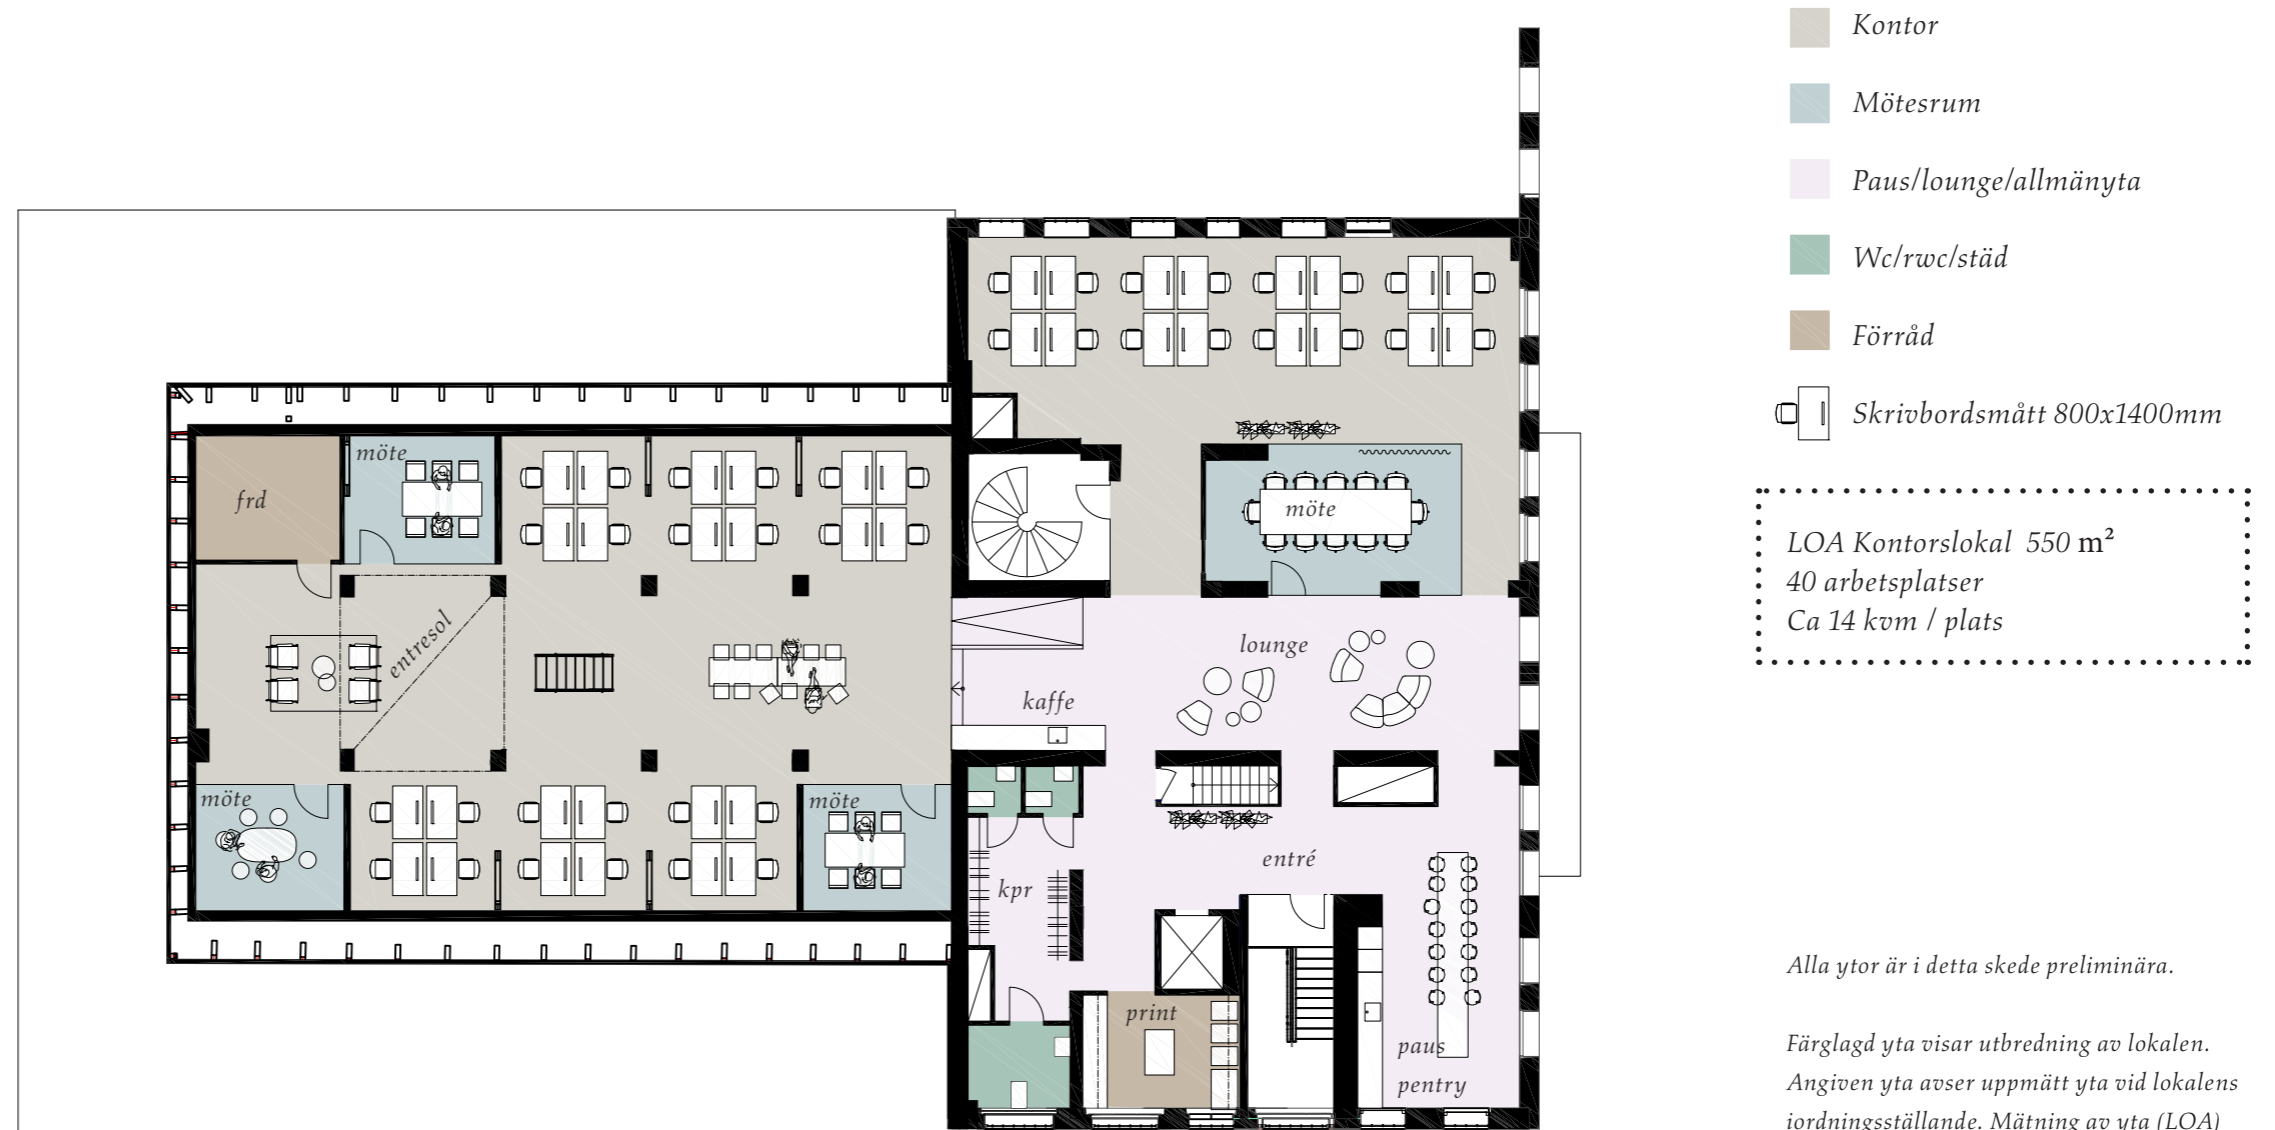 Kontor
Mötesrum
Paus/lounge/allmänyta
Wc/rwc/städ
Förråd
Skrivbordsmått 800x1400mm
LOA Kontorslokal 550 m²
40 arbetsplatser
Ca 14 kvm / plats
frd
möte
entresol
möte
möte
möte
lounge
kaffe
entré
kpr
print
paus
pentry
Alla ytor är i detta skede preliminära.
Färglagd yta visar utbredning av lokalen.
Angiven yta avser uppmätt yta vid lokalens
iordningsställande. Mätning av yta (LOA)